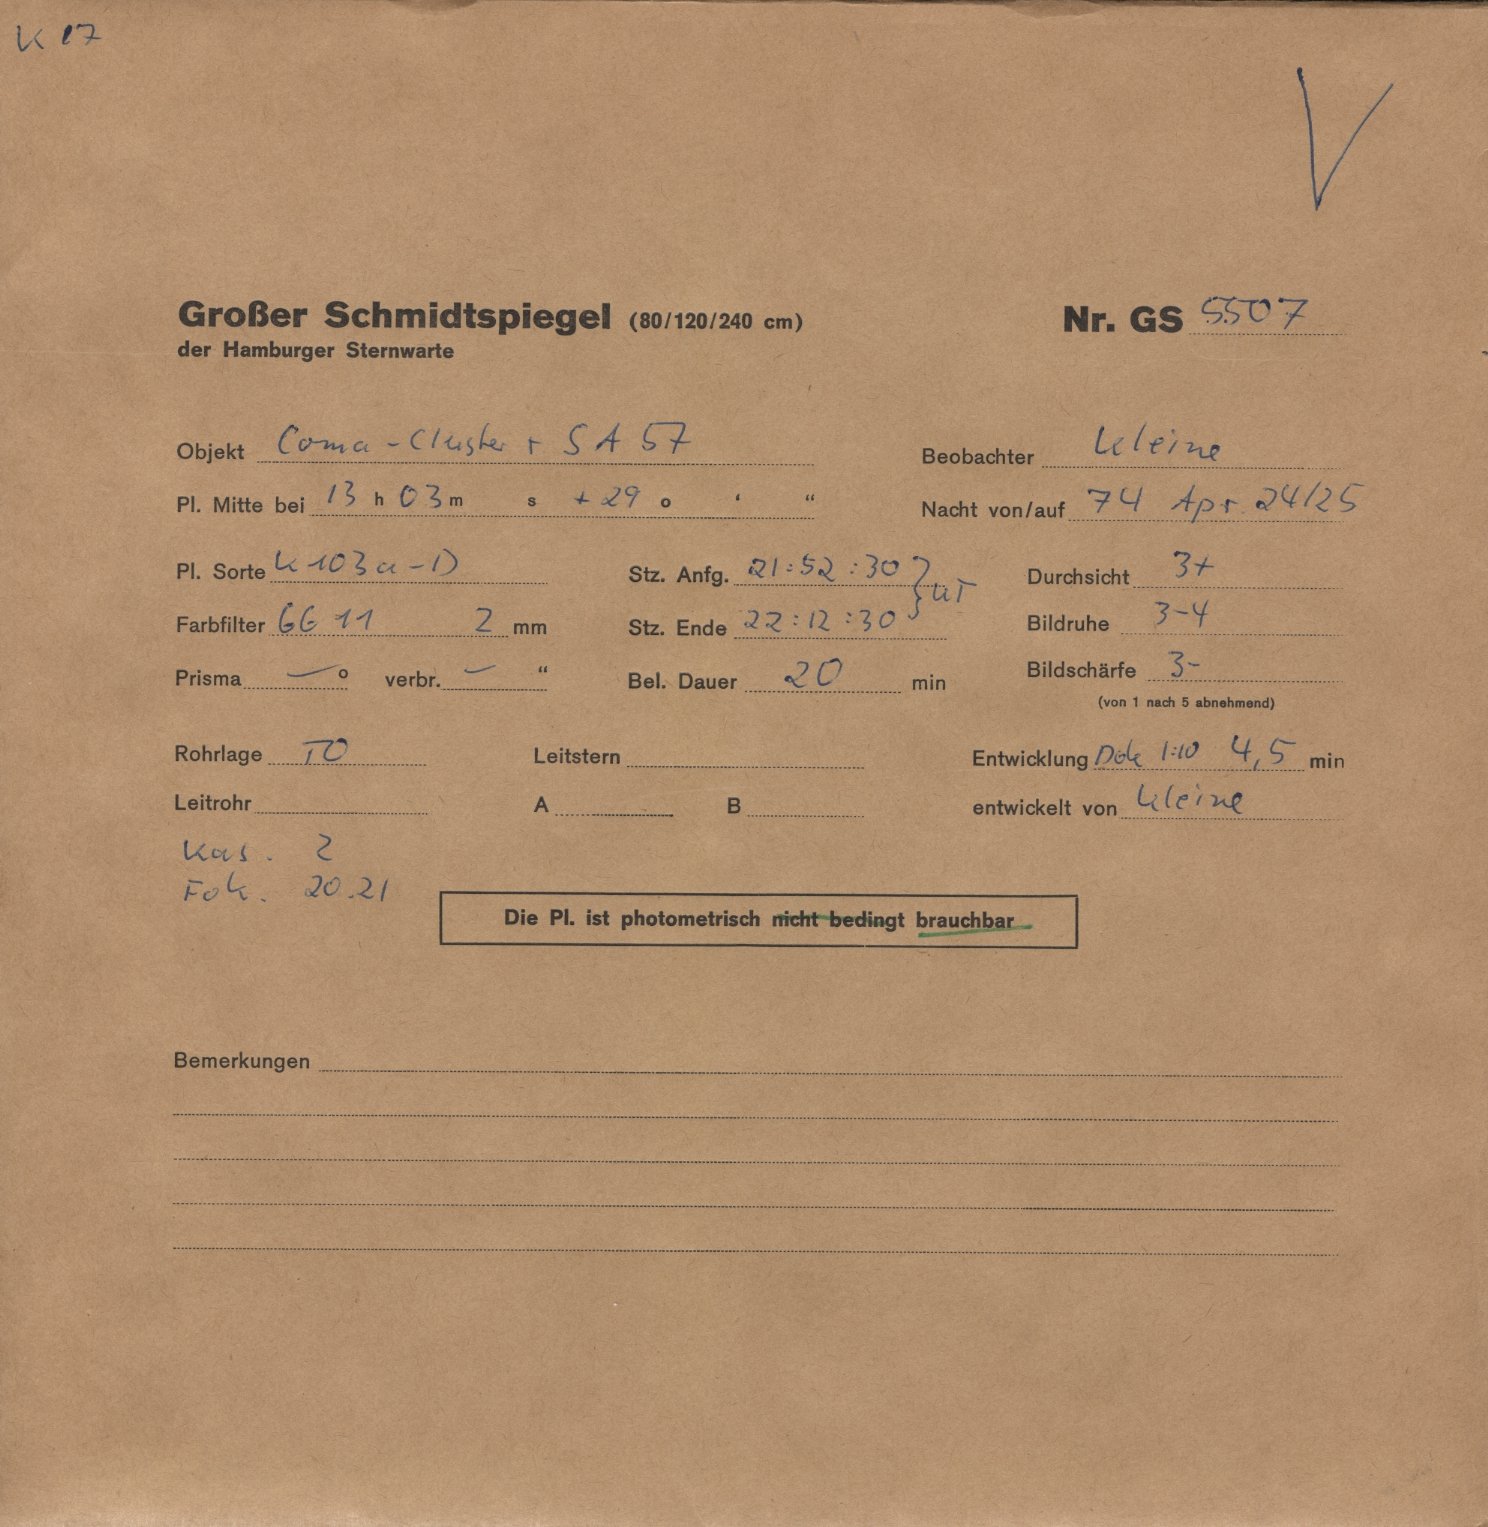 K 17
V
Großer Schmidtspiegel (80/120/240 cm) Nr. GS 5507
der Hamburger Sternwarte
Objekt Coma-Cluster + SA 57 Beobachter Kleine
Pl. Mitte bei 13 h 03 m s +29 o ‘ “ Nacht von/auf 74 Apr 24/25
Pl. Sorte K 103a-D Stz. Anfg. 21:52:30 } UT Durchsicht 3+
Farbfilter GG 11 2 mm Stz. Ende 22:12:30 Bildruhe 3-4
Prisma — o verbr. — “ Bel. Dauer 20 min Bildschärfe 3-
(von 1 nach 5 abnehmend)
Rohrlage TO Leitstern Entwicklung Dok 1:10 4,5 min
Leitrohr A B entwickelt von Kleine
Kas. 2
Fok. 20.21
Die Pl. ist photometrisch nicht bedingt brauchbar
Bemerkungen